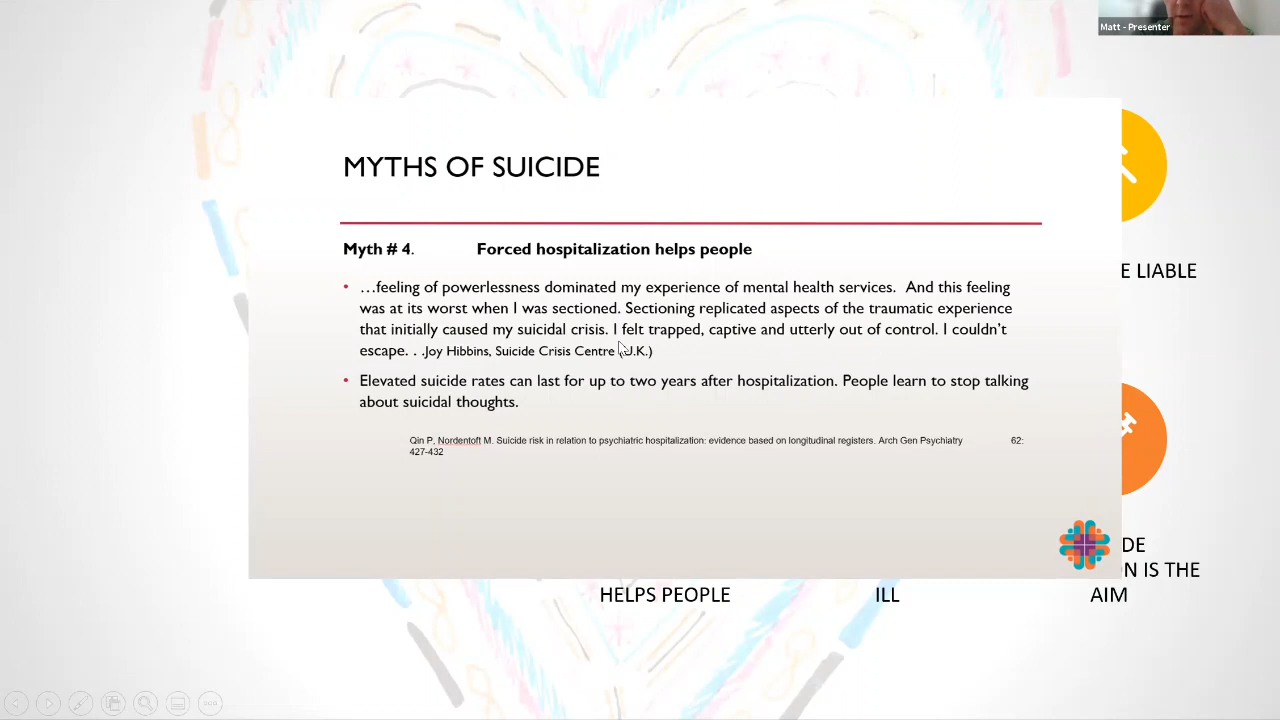 Matt - Presenter
MYTHS OF SUICIDE
Myth # 4. Forced hospitalization helps people
• …feeling of powerlessness dominated my experience of mental health services. And this feeling
was at its worst when I was sectioned. Sectioning replicated aspects of the traumatic experience
that initially caused my suicidal crisis. I felt trapped, captive and utterly out of control. I couldn't
escape. . .Joy Hibbins, Suicide Crisis Centre U.K.)
• Elevated suicide rates can last for up to two years after hospitalization. People learn to stop talking
about suicidal thoughts.
Qin P, Nordentoft M. Suicide risk in relation to psychiatric hospitalization: evidence based on longitudinal registers. Arch Gen Psychiatry 62:
427-432
E LIABLE
DE
N IS THE
AIM
HELPS PEOPLE
ILL